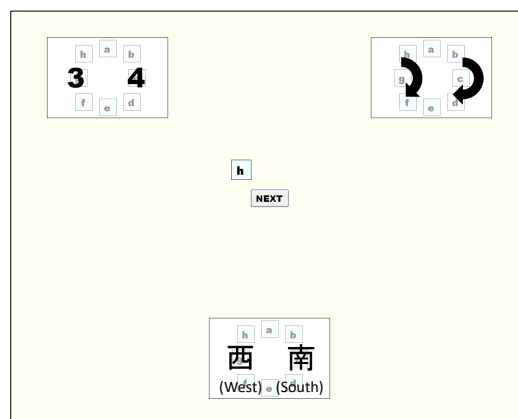 h a b
3 g 4
f e d
h a b
g c
f e d
h
NEXT
h a b
西 南
(West) (South)
e